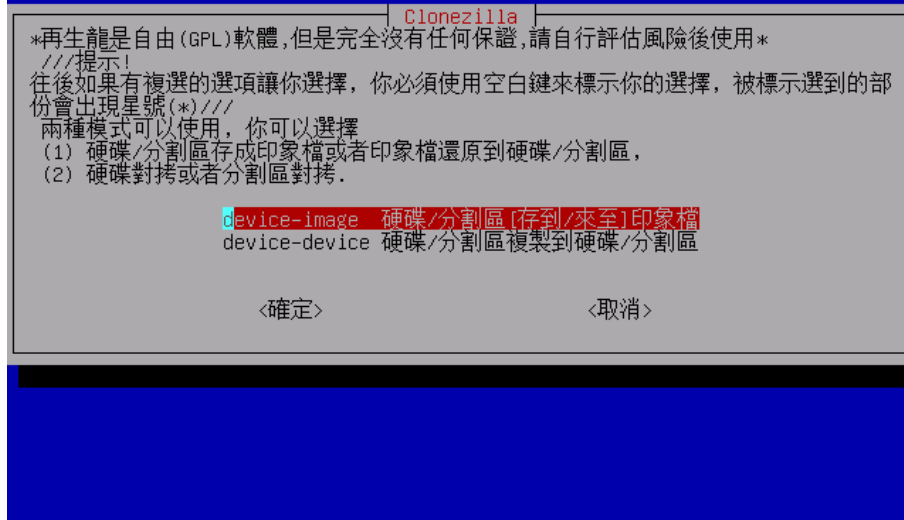 Clonezilla
*再生龍是自由(GPL)軟體,但是完全沒有任何保證,請自行評估風險後使用*
///提示!
往後如果有複選的選項讓你選擇, 你必須使用空白鍵來標示你的選擇, 被標示選到的部
份會出現星號(*)///
兩種模式可以使用, 你可以選擇
(1) 硬碟/分割區存成印象檔或者印象檔還原到硬碟/分割區,
(2) 硬碟對拷或者分割區對拷.
device-image 硬碟/分割區[存到/來至]印象檔
device-device 硬碟/分割區複製到硬碟/分割區
<確定> <取消>